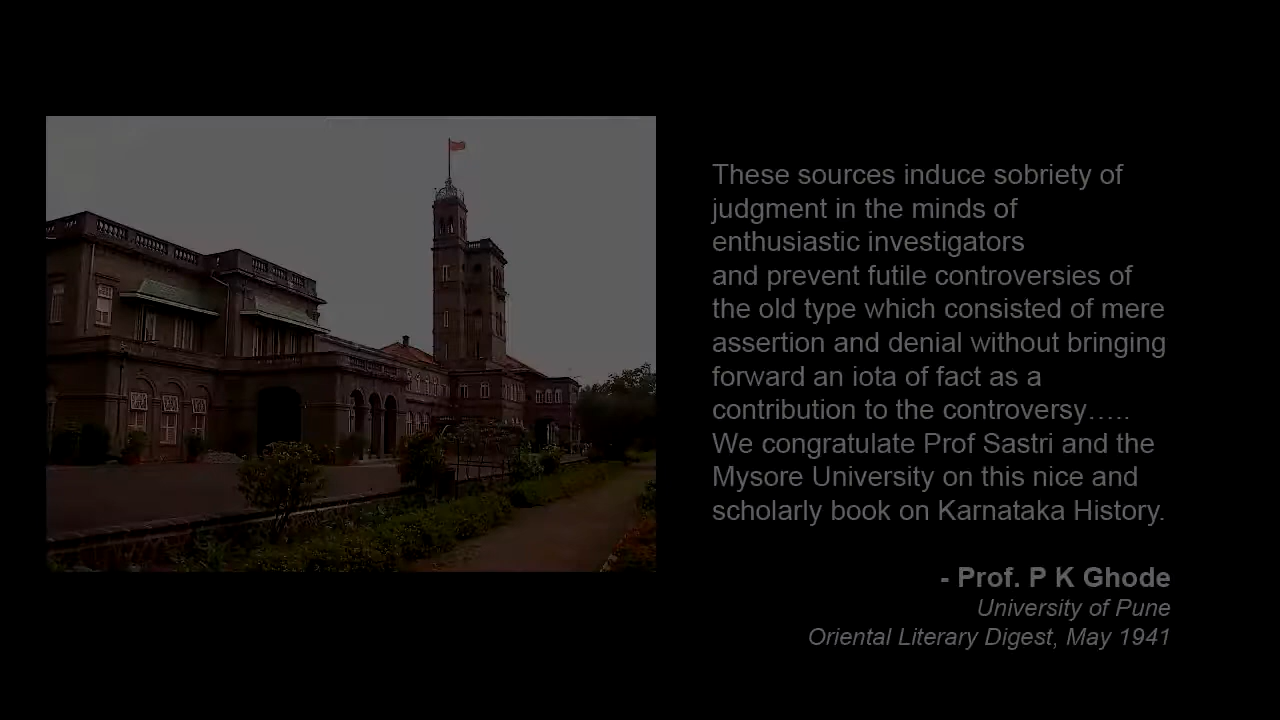 These sources induce sobriety of
judgment in the minds of
enthusiastic investigators
and prevent futile controversies of
the old type which consisted of mere
assertion and denial without bringing
forward an iota of fact as a
contribution to the controversy…..
We congratulate Prof Sastri and the
Mysore University on this nice and
scholarly book on Karnataka History.
- Prof. P K Ghode
University of Pune
Oriental Literary Digest, May 1941